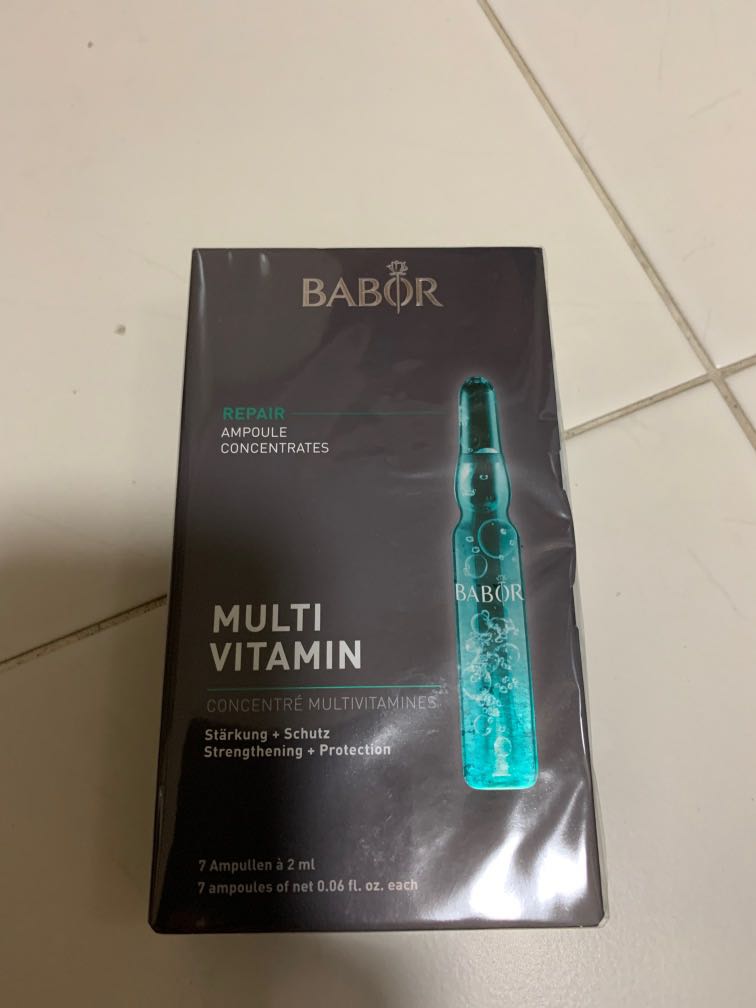 BABOR
REPAIR
AMPOULE
CONCENTRATES
BABOR
MULTI
VITAMIN
CONCENTRÉ MULTIVITAMINES
Stärkung + Schutz
Strengthening + Protection
7 Ampullen à 2 ml
7 ampoules of net 0.06 fl. oz. each